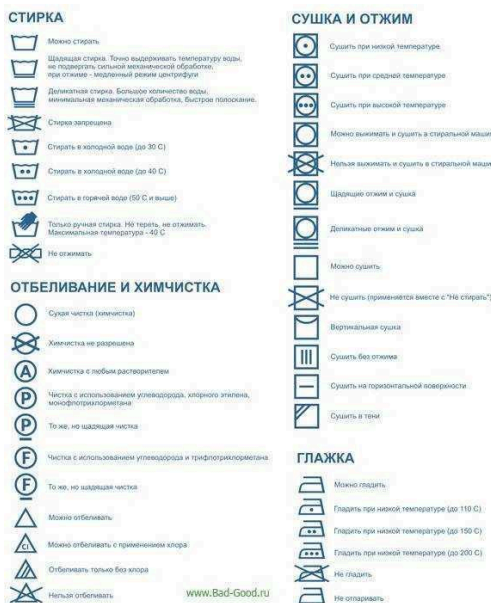 СТИРКА
Можно стирать
Щадящая стирка. Точно выдерживать температуру воды,
не подвергать сильной механической обработке,
при отжиме - медленный режим центрифуги
Деликатная стирка. Большое количество воды,
минимальная механическая обработка, быстрое полоскание.
Стирка запрещена
Стирать в холодной воде (до 30 С)
Стирать в холодной воде (до 40 С)
Стирать в горячей воде (50 С и выше)
Только ручная стирка. Не тереть, не отжимать.
Максимальная температура - 40 С
Не отжимать
ОТБЕЛИВАНИЕ И ХИМЧИСТКА
Сухая чистка (химчистка)
Химчистка не разрешена
A
Химчистка с любым растворителем
P
Чистка с использованием углеводорода, хлорного этилена,
монофлотрихлорметана
P
То же, но щадящая чистка
F
Чистка с использованием углеводорода и трифлотрихлорметана
F
То же, но щадящая чистка
Можно отбеливать
Cl
Можно отбеливать с применением хлора
Отбеливать только без хлора
Нельзя отбеливать
www.Bad-Good.ru
СУШКА И ОТЖИМ
Сушить при низкой температуре
Сушить при средней температуре
Сушить при высокой температуре
Можно выжимать и сушить в стиральной маши
Нельзя выжимать и сушить в стиральной маши
Щадящие отжим и сушка
Деликатные отжим и сушка
Можно сушить
Не сушить (применяется вместе с "Не стирать")
Вертикальная сушка
Сушить без отжима
Сушить на горизонтальной поверхности
Сушить в тени
ГЛАЖКА
Можно гладить
Гладить при низкой температуре (до 110 С)
Гладить при низкой температуре (до 150 С)
Гладить при низкой температуре (до 200 С)
Не гладить
Не отпаривать